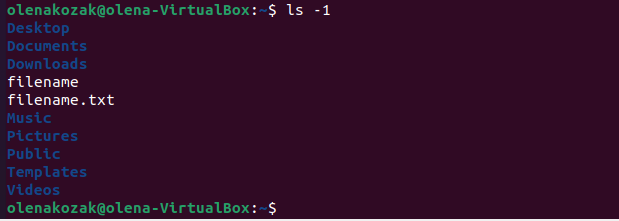 olenakozak@olena-VirtualBox:~$ ls -1
Desktop
Documents
Downloads
filename
filename.txt
Music
Pictures
Public
Templates
Videos
olenakozak@olena-VirtualBox:~$